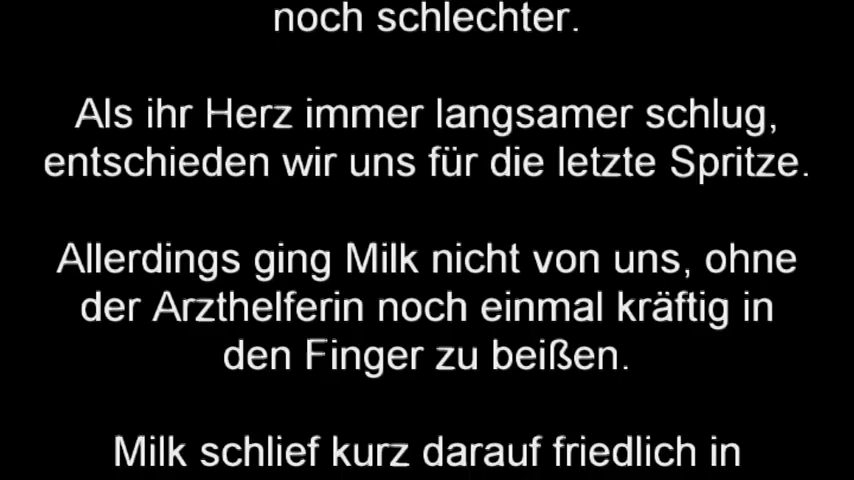 noch schlechter.
Als ihr Herz immer langsamer schlug,
entschieden wir uns für die letzte Spritze.
Allerdings ging Milk nicht von uns, ohne
der Arzthelferin noch einmal kräftig in
den Finger zu beißen.
Milk schlief kurz darauf friedlich in